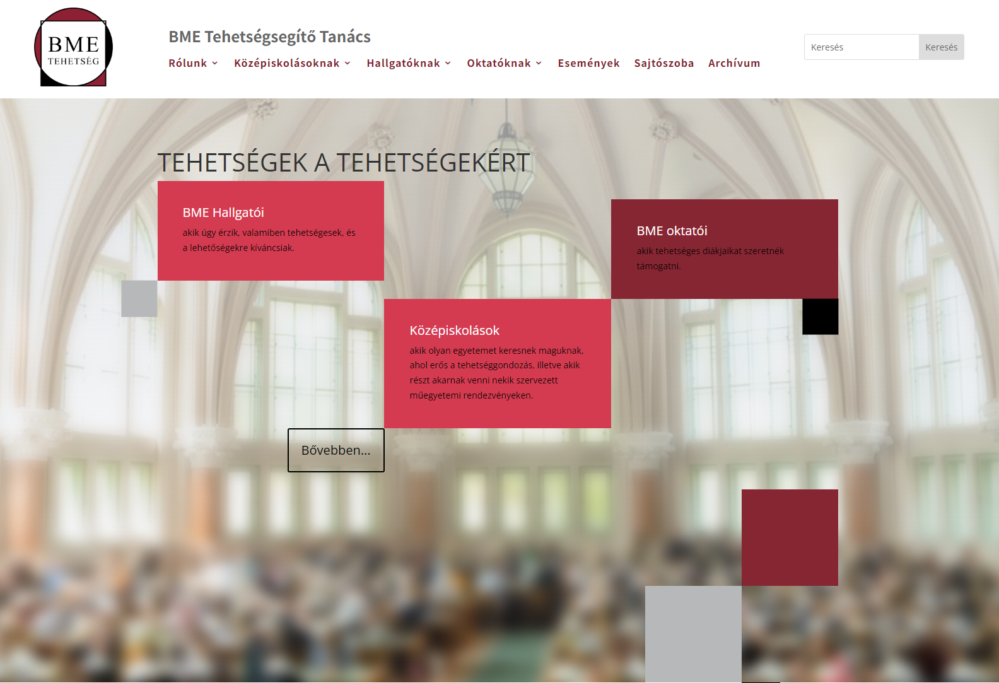 BME
TEHETSÉG
BME Tehetségsegítő Tanács
Rólunk
Középiskolásoknak
Hallgatóknak
Oktatóknak
Események
Sajtószoba
Archívum
Keresés
Keresés
TEHETSÉGEK A TEHETSÉGEKÉRT
BME Hallgatói
akik úgy érzik, valamiben tehetségesek, és
a lehetőségekre kíváncsiak.
BME oktatói
akik tehetséges diákjaikat szeretnék
támogatni.
Középiskolások
akik olyan egyetemet keresnek maguknak,
ahol erős a tehetséggondozás, illetve akik
részt akarnak venni nekik szervezett
műegyetemi rendezvényeken.
Bővebben...